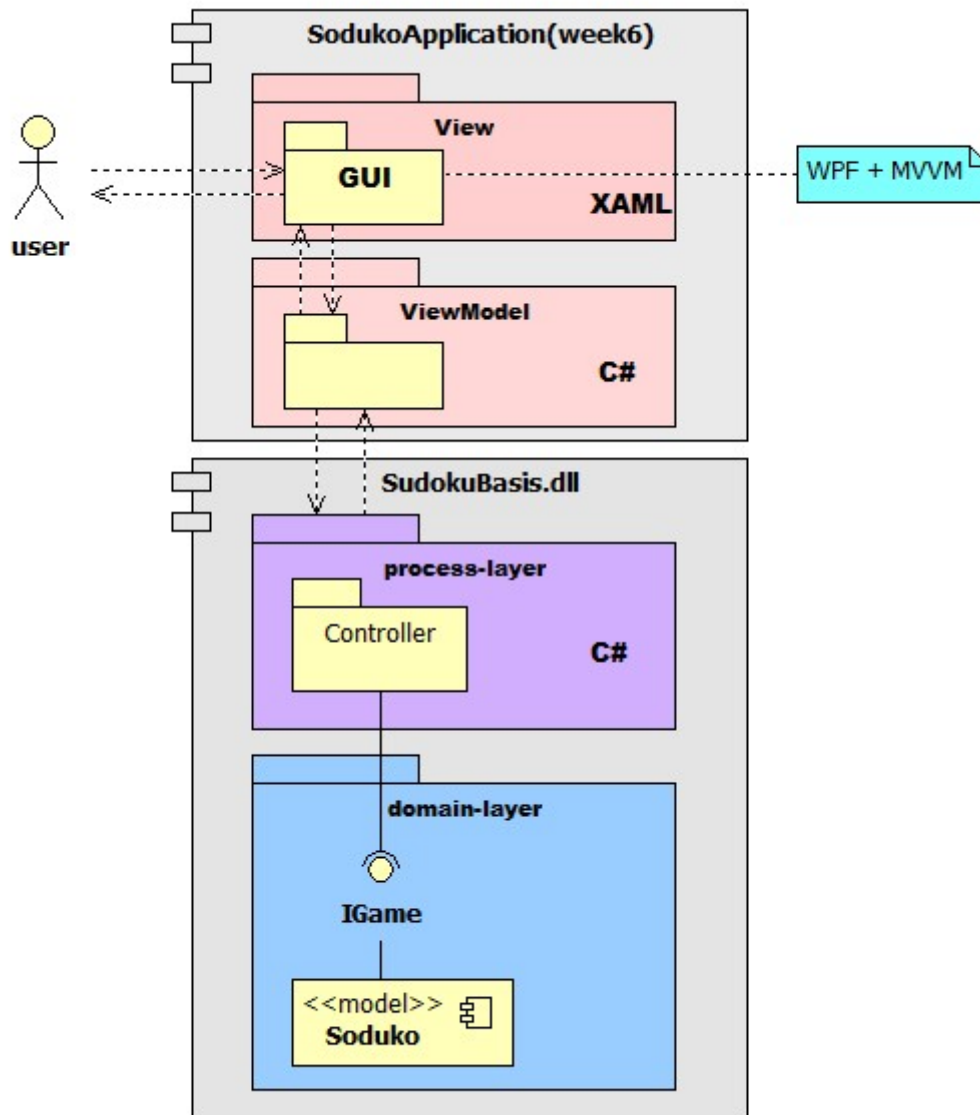 SodukoApplication(week6)
View
GUI
WPF + MVVM
XAML
user
ViewModel
C#
SudokuBasis.dll
process-layer
Controller
C#
domain-layer
IGame
<<model>>
Soduko